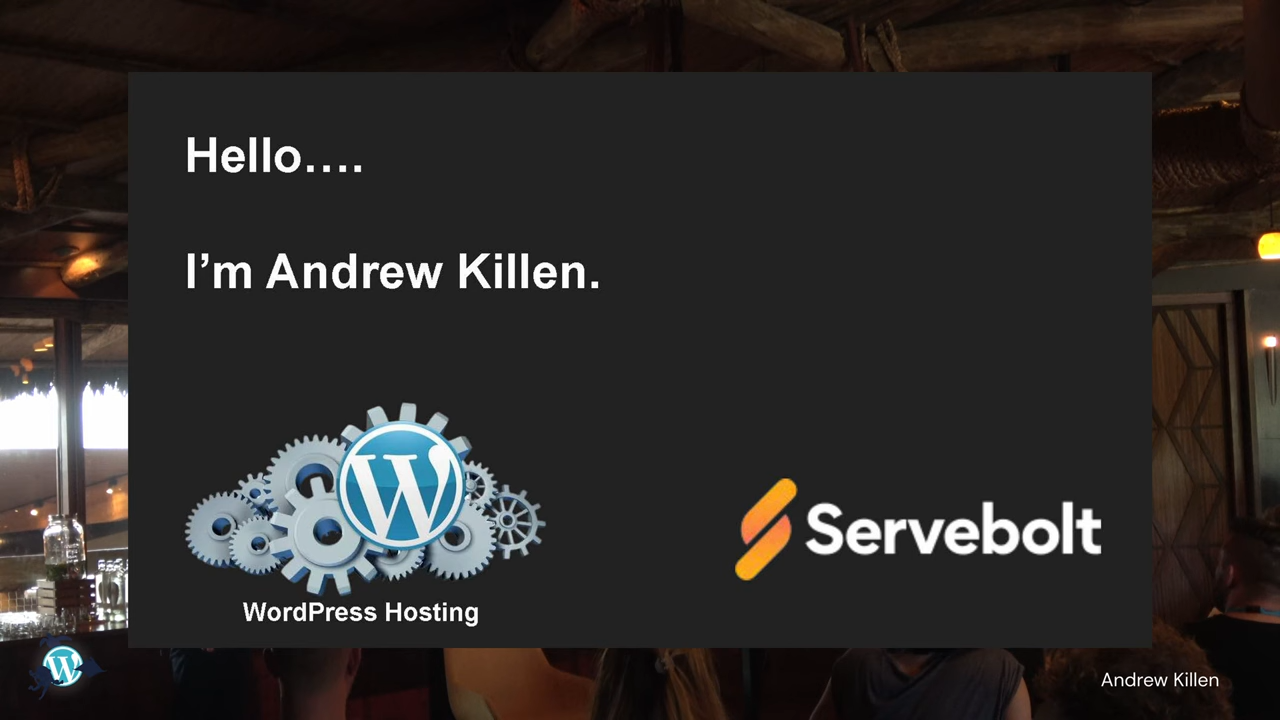 Hello….
I’m Andrew Killen.
WordPress Hosting
Servebolt
Andrew Killen